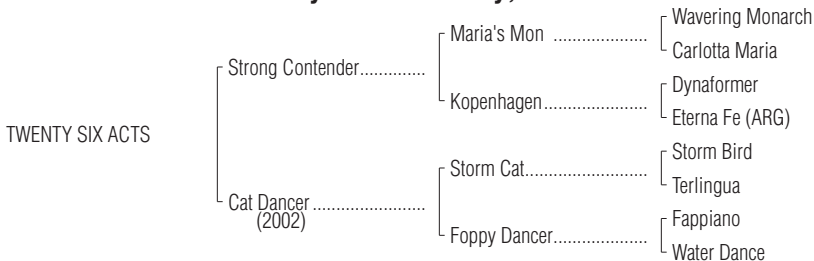 Wavering Monarch
Maria's Mon ....................
Carlotta Maria
Strong Contender..............
Dynaformer
Kopenhagen......................
Eterna Fe (ARG)
TWENTY SIX ACTS
Storm Bird
Storm Cat..........................
Terlingua
Cat Dancer ........................
(2002)
Fappiano
Foppy Dancer....................
Water Dance